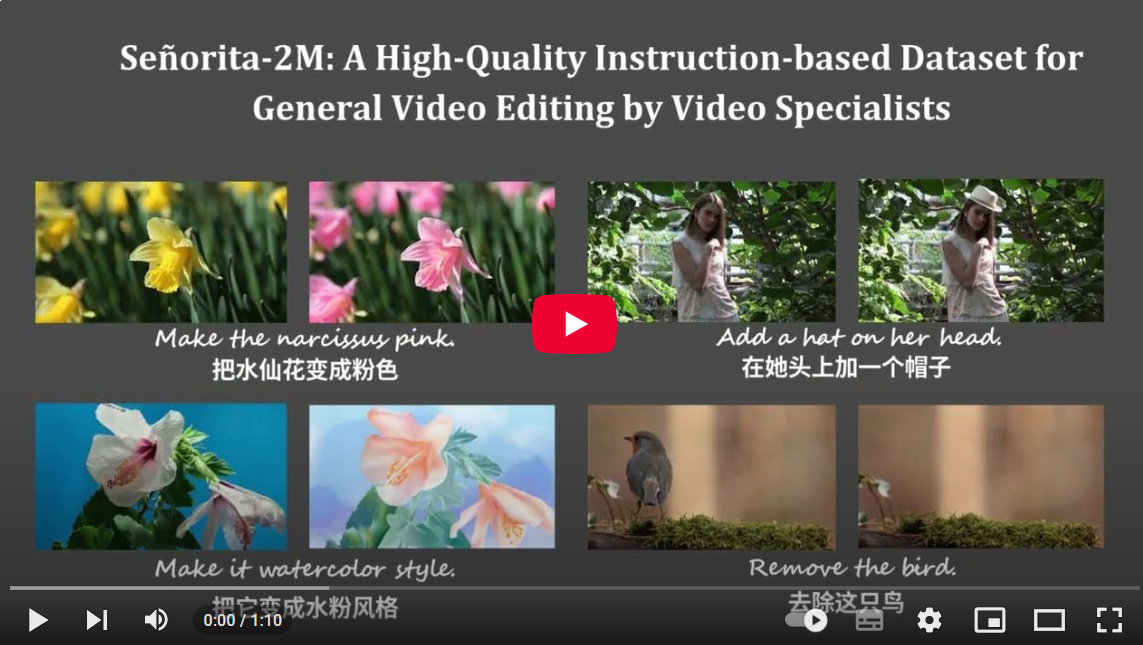 Señorita-2M: A High-Quality Instruction-based Dataset for
General Video Editing by Video Specialists
Make the narcissus pink.
把水仙花变成粉色
Add a hat on her head.
在她头上加一个帽子
Make it watercolor style.
把它变成水粉风格
Remove the bird.
去除这只鸟
0:00 / 1:10